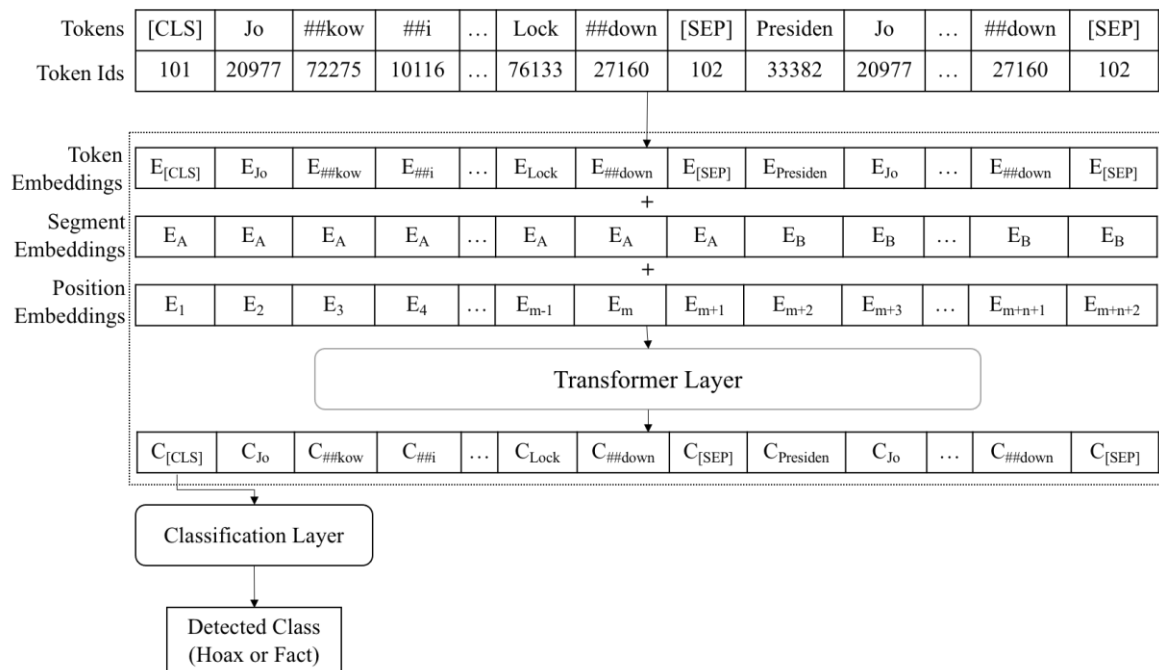 Tokens [CLS] Jo ##kow ##i ... Lock ##down [SEP] Presiden Jo ... ##down [SEP]
Token Ids 101 20977 72275 10116 ... 76133 27160 102 33382 20977 ... 27160 102
Token Embeddings E[CLS] EJo E##kow E##i ... ELock E##down E[SEP] EPresiden EJo ... E##down E[SEP]
+
Segment Embeddings EA EA EA EA ... EA EA EA EB EB ... EB EB
+
Position Embeddings E1 E2 E3 E4 ... Em-1 Em Em+1 Em+2 Em+3 ... Em+n+1 Em+n+2
Transformer Layer
C[CLS] CJo C##kow C##i ... CLock C##down C[SEP] CPresiden CJo ... C##down C[SEP]
Classification Layer
Detected Class
(Hoax or Fact)